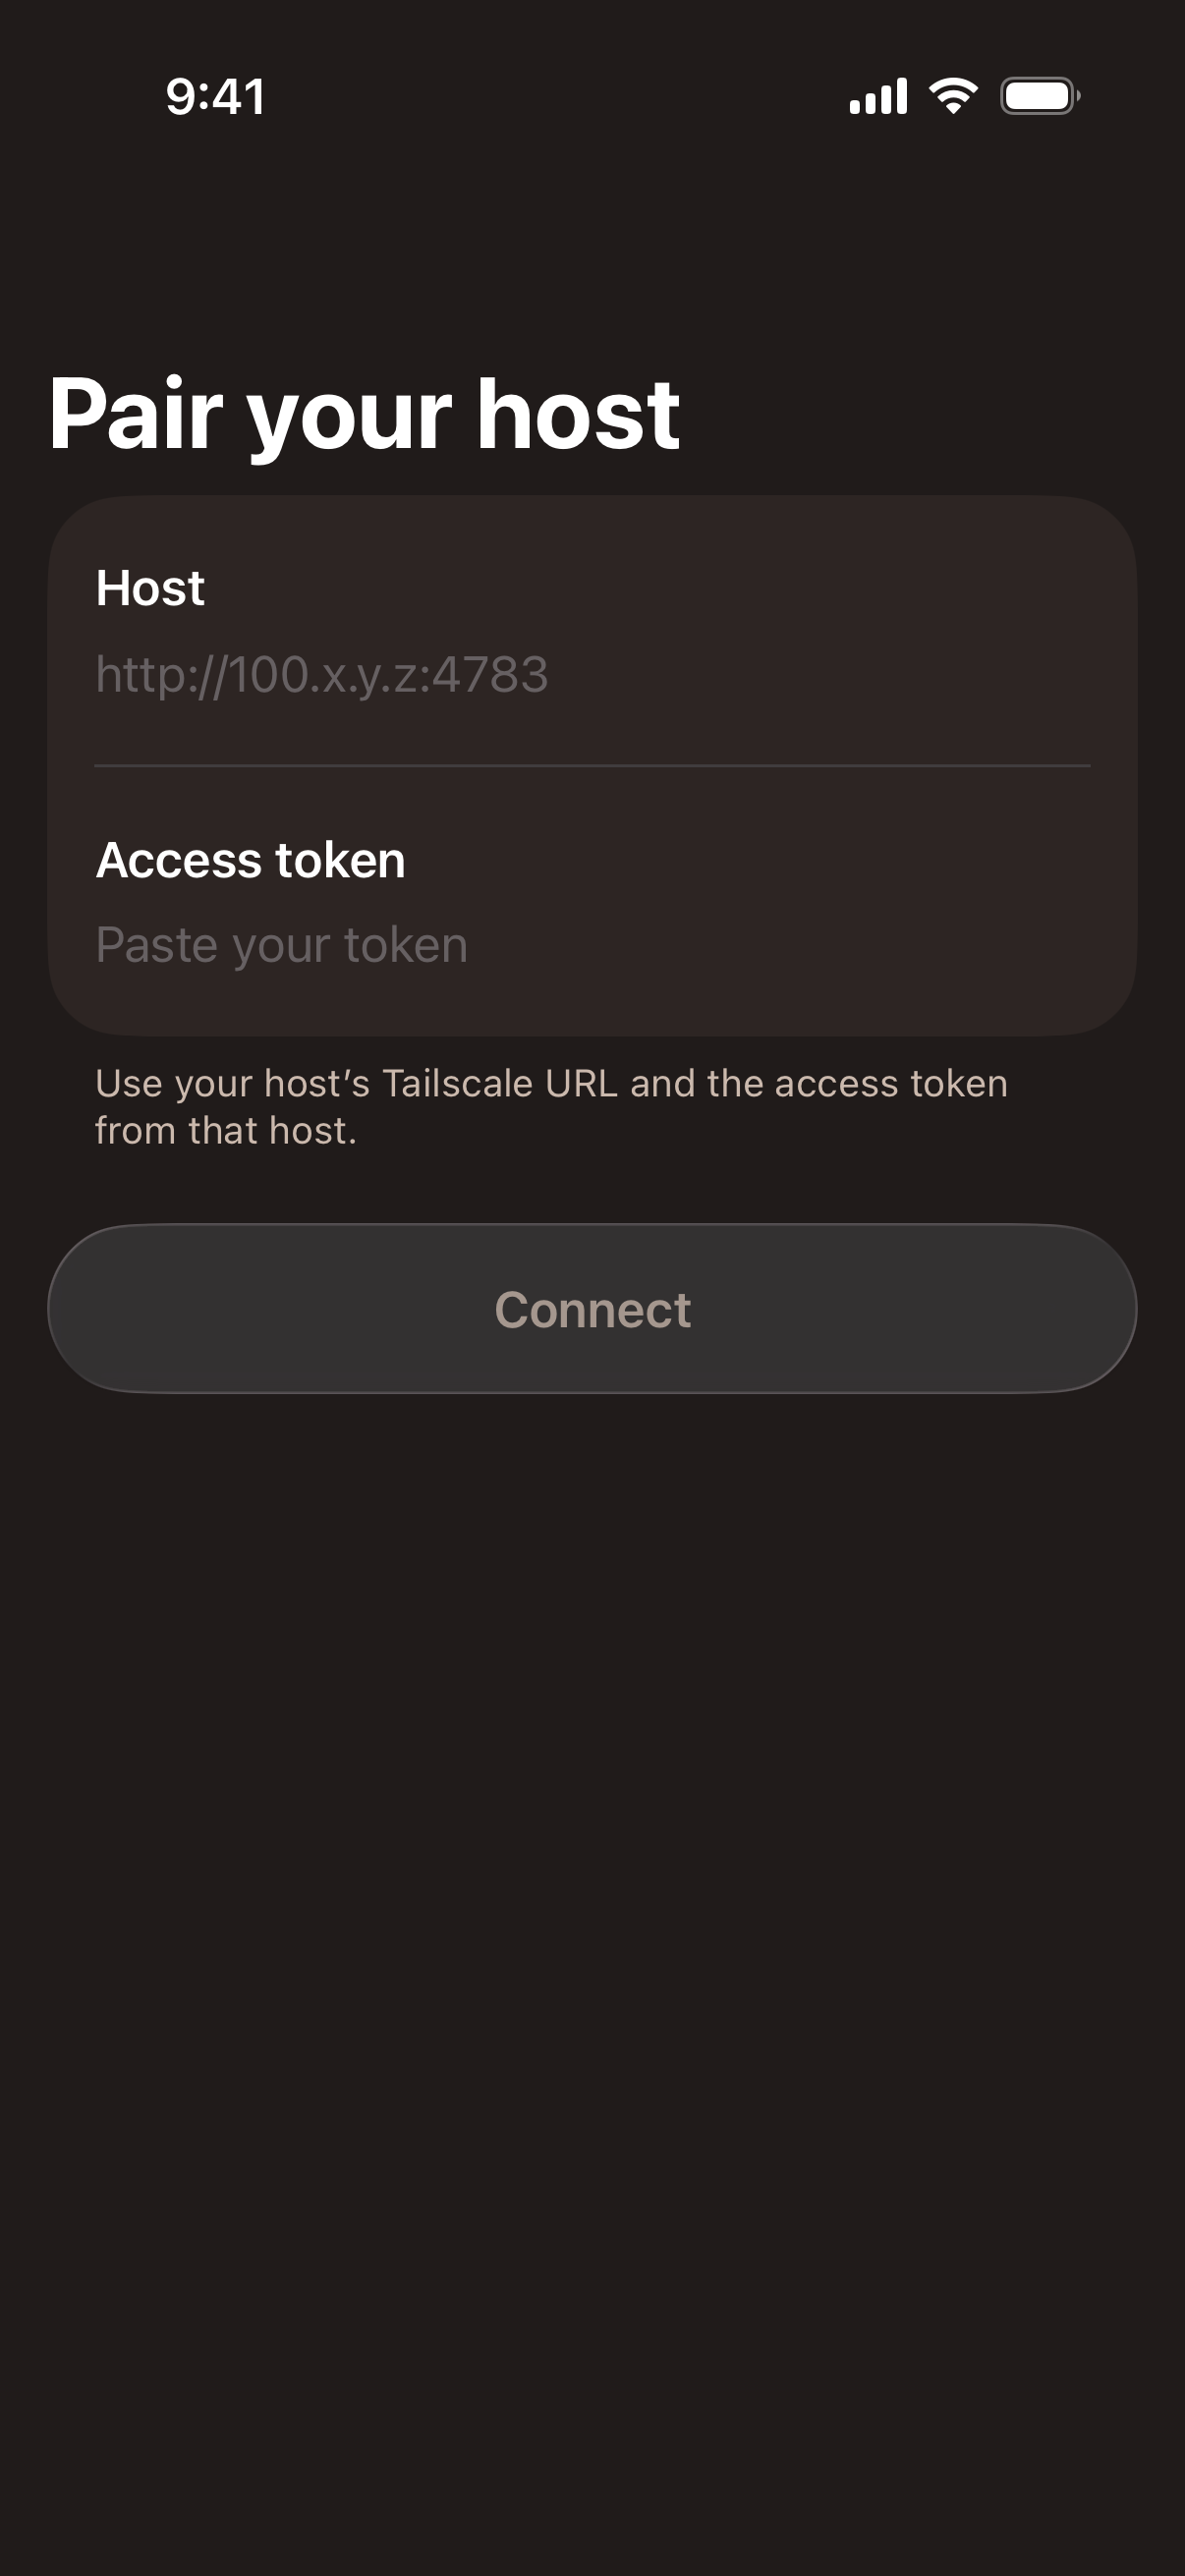 9:41
Pair your host
Host
http://100.x.y.z:4783
Access token
Paste your token
Use your host’s Tailscale URL and the access token
from that host.
Connect